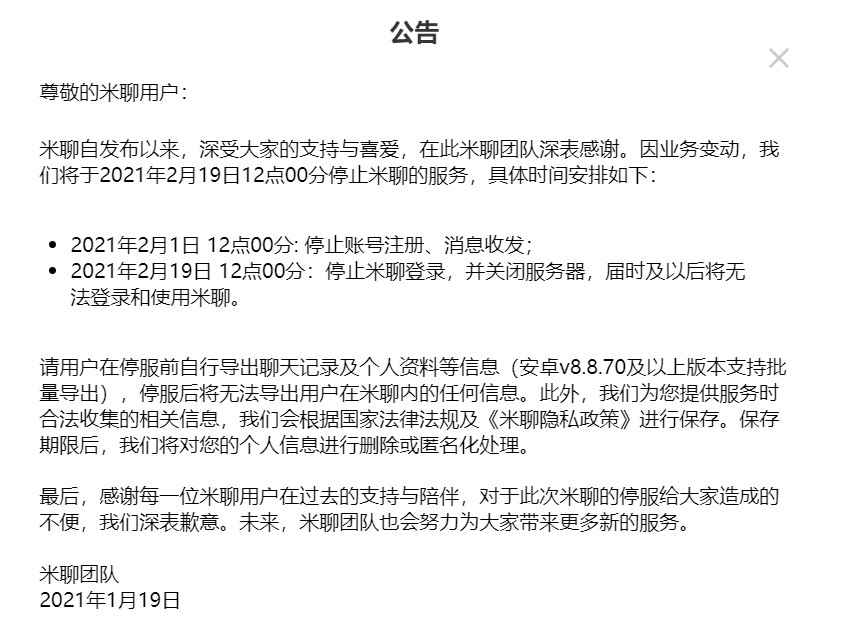 公告
尊敬的米聊用户：
米聊自发布以来，深受大家的支持与喜爱，在此米聊团队深表感谢。因业务变动，我
们将于2021年2月19日12点00分停止米聊的服务，具体时间安排如下：
• 2021年2月1日 12点00分: 停止账号注册、消息收发；
• 2021年2月19日 12点00分：停止米聊登录，并关闭服务器，届时及以后将无
法登录和使用米聊。
请用户在停服前自行导出聊天记录及个人资料等信息（安卓v8.8.70及以上版本支持批
量导出），停服后将无法导出用户在米聊内的任何信息。此外，我们为您提供服务时
合法收集的相关信息，我们会根据国家法律法规及《米聊隐私政策》进行保存。保存
期限后，我们将对您的个人信息进行删除或匿名化处理。
最后，感谢每一位米聊用户在过去的支持与陪伴，对于此次米聊的停服给大家造成的
不便，我们深表歉意。未来，米聊团队也会努力为大家带来更多新的服务。
米聊团队
2021年1月19日